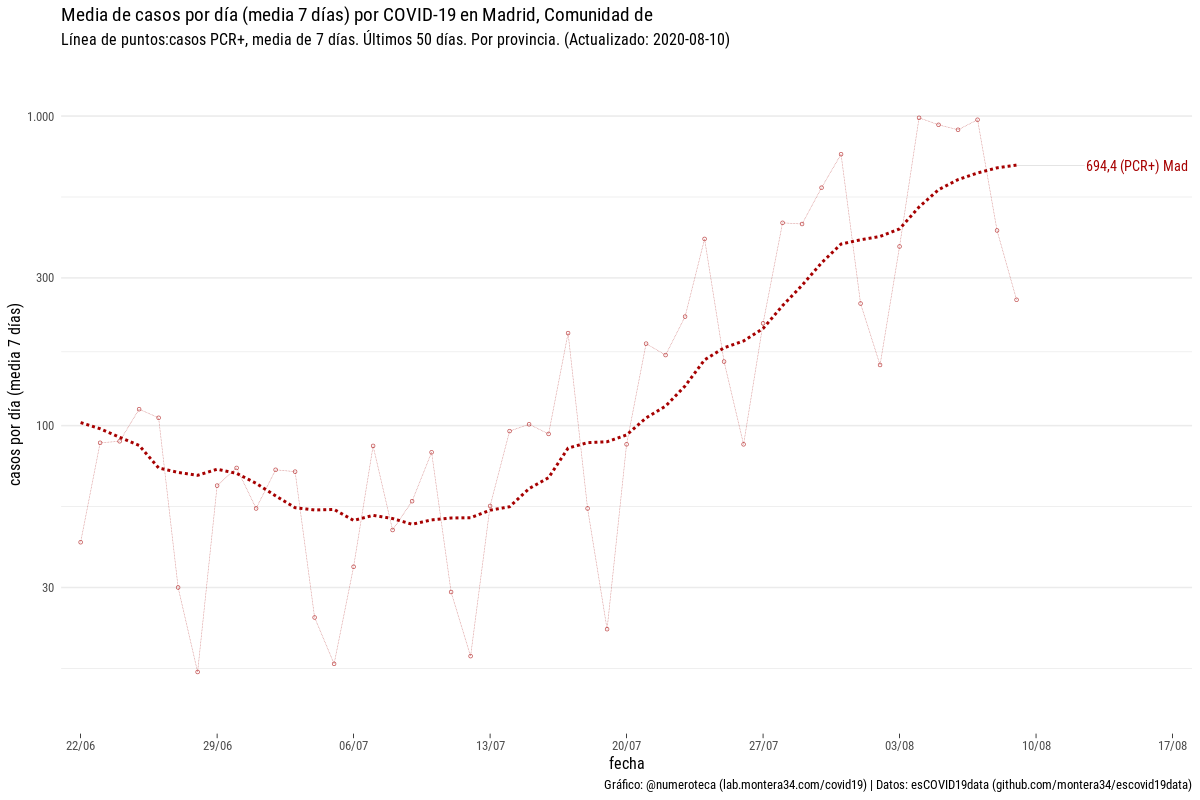 Media de casos por día (media 7 días) por COVID-19 en Madrid, Comunidad de
Línea de puntos:casos PCR+, media de 7 días. Últimos 50 días. Por provincia. (Actualizado: 2020-08-10)
casos por día (media 7 días)
1.000
300
100
30
694,4 (PCR+) Mad
22/06
29/06
06/07
13/07
20/07
27/07
03/08
10/08
17/08
fecha
Gráfico: @numeroteca (lab.montera34.com/covid19) | Datos: esCOVID19data (github.com/montera34/escovid19data)